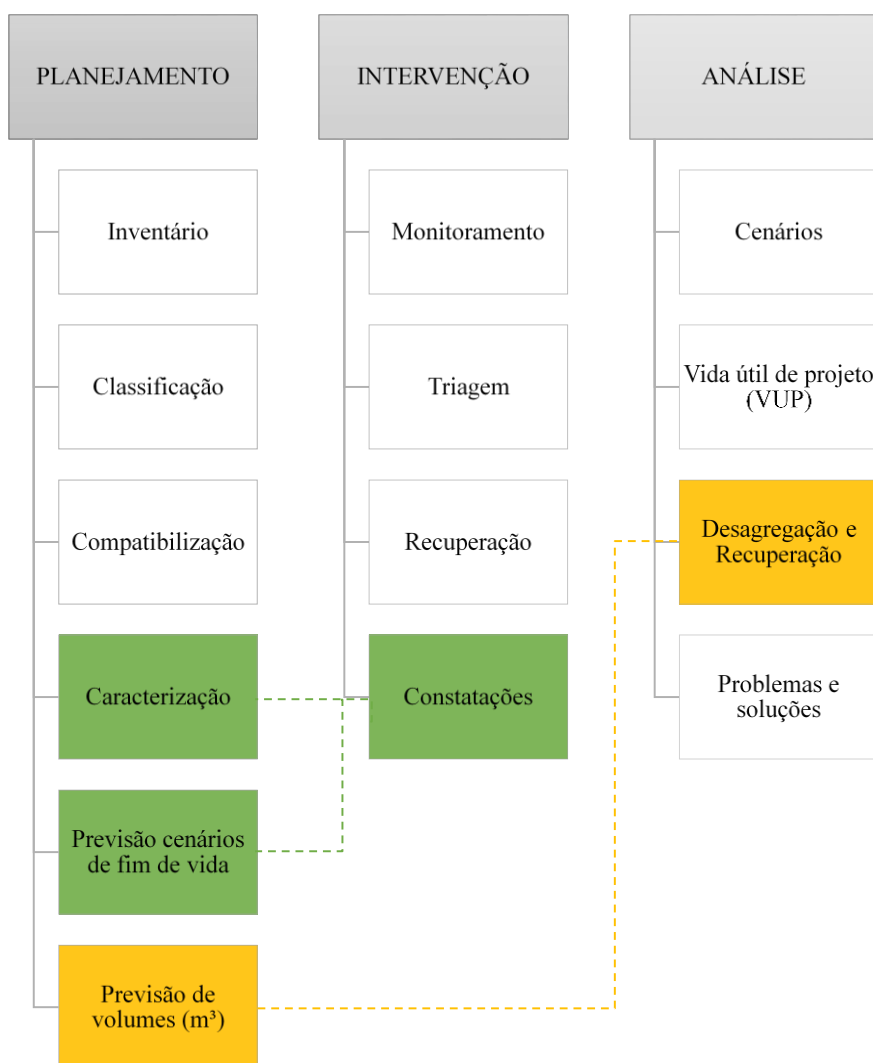 PLANEJAMENTO
Inventário
Classificação
Compatibilização
Caracterização
Previsão cenários
de fim de vida
Previsão de
volumes (m³)
INTERVENÇÃO
Monitoramento
Triagem
Recuperação
Constatações
ANÁLISE
Cenários
Vida útil de projeto
(VUP)
Desagregação e
Recuperação
Problemas e
soluções